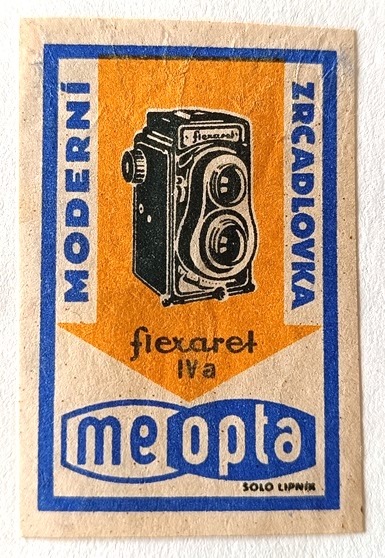 MODERNÍ
ZRCADLOVKA
flexaret
flexaret
IVa
meopta
SOLO LIPNÍK